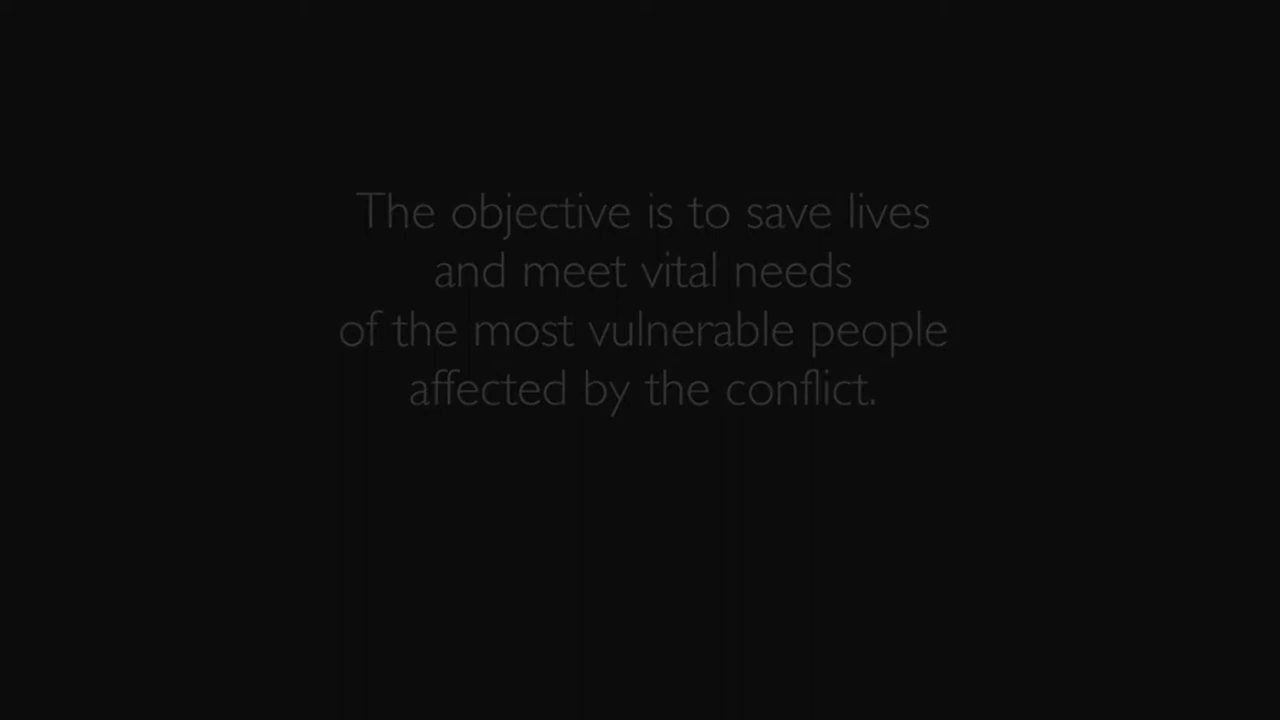 The objective is to save lives
and meet vital needs
of the most vulnerable people
affected by the conflict.